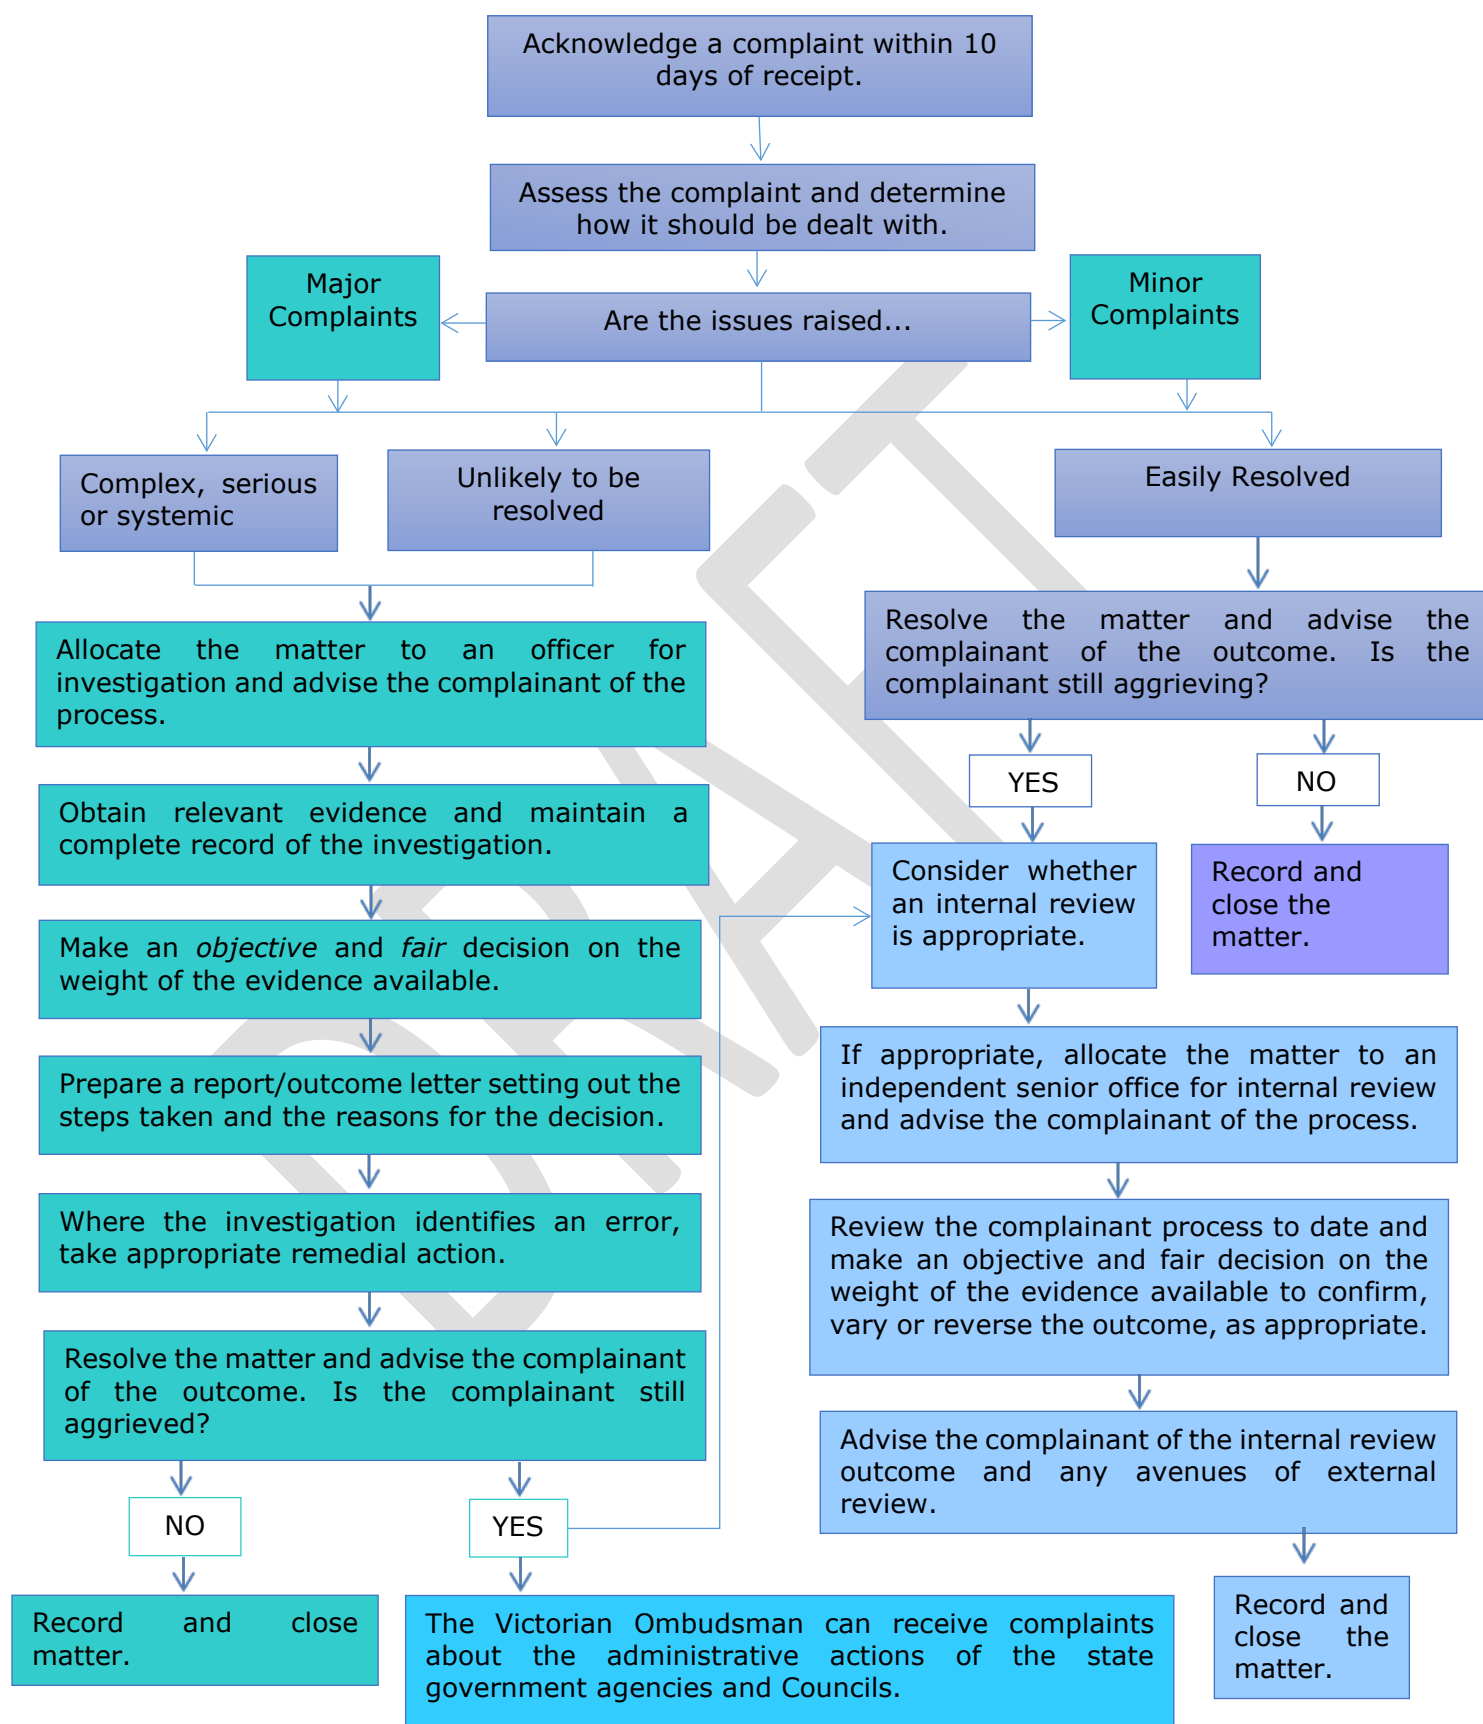 Acknowledge a complaint within 10
days of receipt.
Assess the complaint and determine
how it should be dealt with.
Major
Complaints
Are the issues raised...
Minor
Complaints
Complex, serious
or systemic
Unlikely to be
resolved
Easily Resolved
Allocate the matter to an officer for
investigation and advise the complainant of the
process.
Obtain relevant evidence and maintain a
complete record of the investigation.
Make an objective and fair decision on the
weight of the evidence available.
Prepare a report/outcome letter setting out the
steps taken and the reasons for the decision.
Where the investigation identifies an error,
take appropriate remedial action.
Resolve the matter and advise the complainant
of the outcome. Is the complainant still
aggrieved?
NO
YES
Record and close
matter.
The Victorian Ombudsman can receive complaints
about the administrative actions of the state
government agencies and Councils.
Resolve the matter and advise the
complainant of the outcome. Is the
complainant still aggrieving?
YES
NO
Consider whether
an internal review
is appropriate.
Record and
close the
matter.
If appropriate, allocate the matter to an
independent senior office for internal review
and advise the complainant of the process.
Review the complainant process to date and
make an objective and fair decision on the
weight of the evidence available to confirm,
vary or reverse the outcome, as appropriate.
Advise the complainant of the internal review
outcome and any avenues of external
review.
Record and
close the
matter.
DRAFT